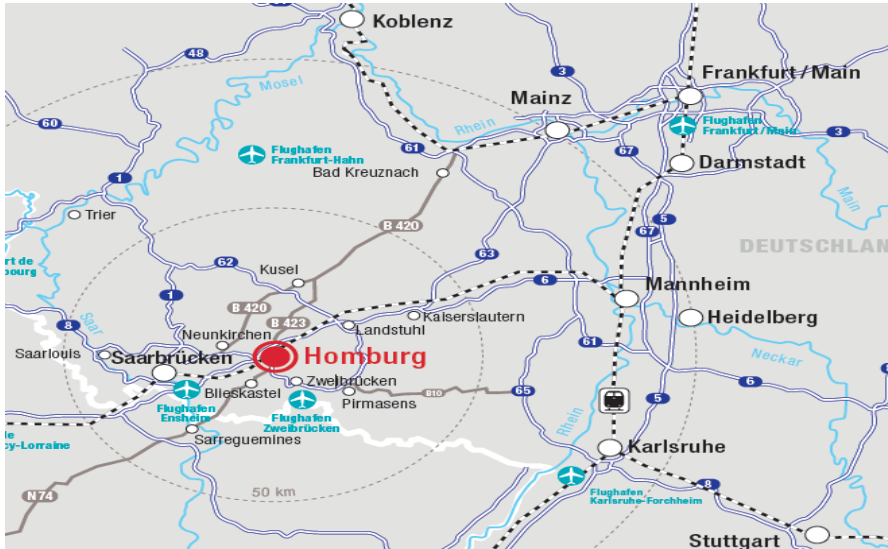 Koblenz
48
Mosel
3
Frankfurt/Main
Mainz
60
Rhein
Flughafen
Frankfurt/Main
3
Flughafen
Frankfurt-Hahn
61
67
Bad Kreuznach
Darmstadt
1
Main
Trier
B 420
5
67
DEUTSCHLAN
rt de
bourg
62
63
Kusel
6
Mannheim
1
B 420
8
Saar
B 423
Kaiserslautern
Landstuhl
Heidelberg
Neunkirchen
61
Saarlouis
Saarbrücken
Homburg
Neckar
6
Zweibrücken
Blieskastel
B10
65
5
Flughafen
Ensheim
Flughafen
Zweibrücken
Pirmasens
Rhein
de
cy-Lorraine
Sarreguemines
Karlsruhe
N74
50 km
Flughafen
Karlsruhe-Forchheim
8
Stuttgart